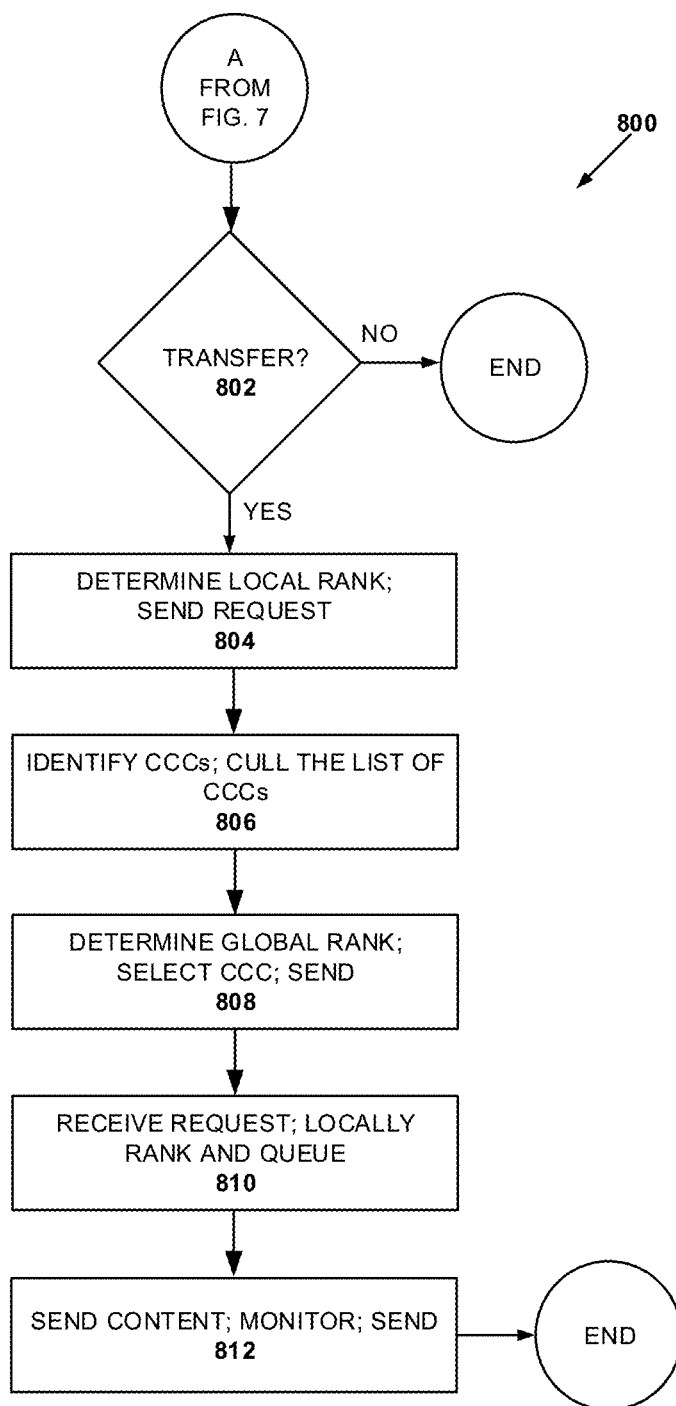 A
FROM
FIG. 7
800
TRANSFER?
802
NO
END
YES
DETERMINE LOCAL RANK;
SEND REQUEST
804
IDENTIFY CCCs; CULL THE LIST OF
CCCs
806
DETERMINE GLOBAL RANK;
SELECT CCC; SEND
808
RECEIVE REQUEST; LOCALLY
RANK AND QUEUE
810
SEND CONTENT; MONITOR; SEND
812
END